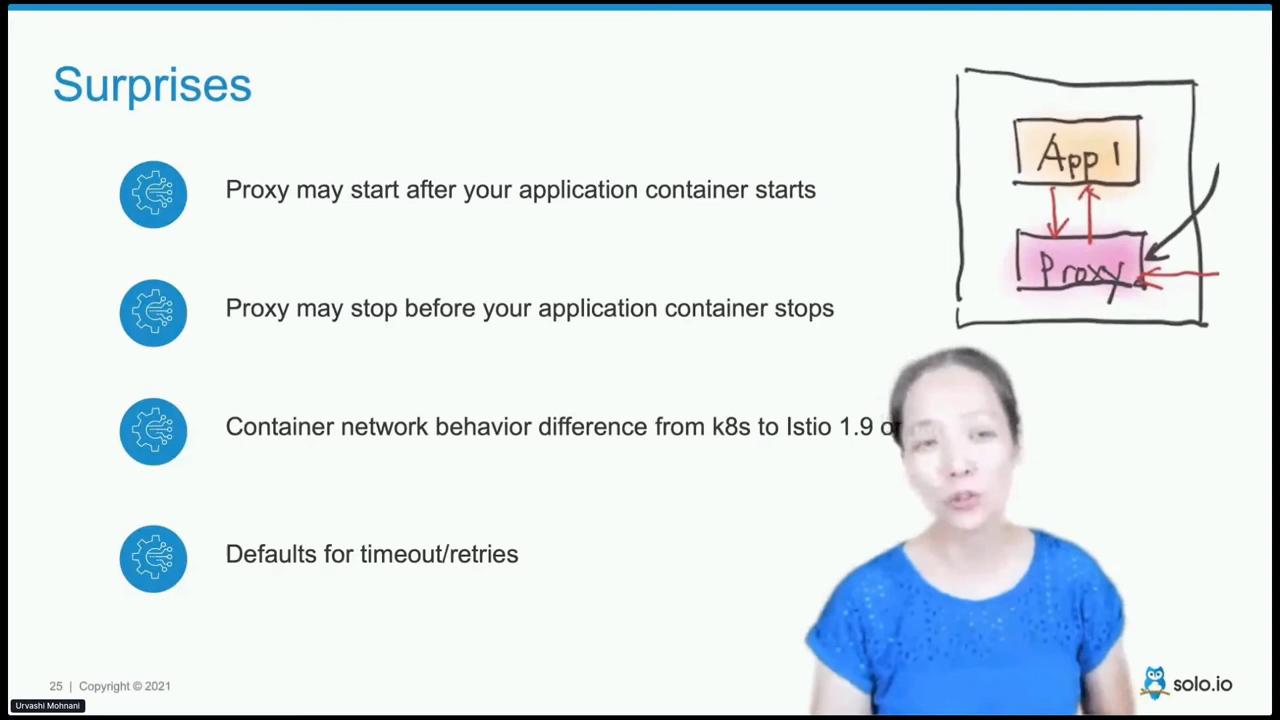 Surprises
Proxy may start after your application container starts
Proxy may stop before your application container stops
Container network behavior difference from k8s to Istio 1.9 or
Defaults for timeout/retries
App 1
Proxy
25 | Copyright © 2021
Urvashi Mohnani
solo.io